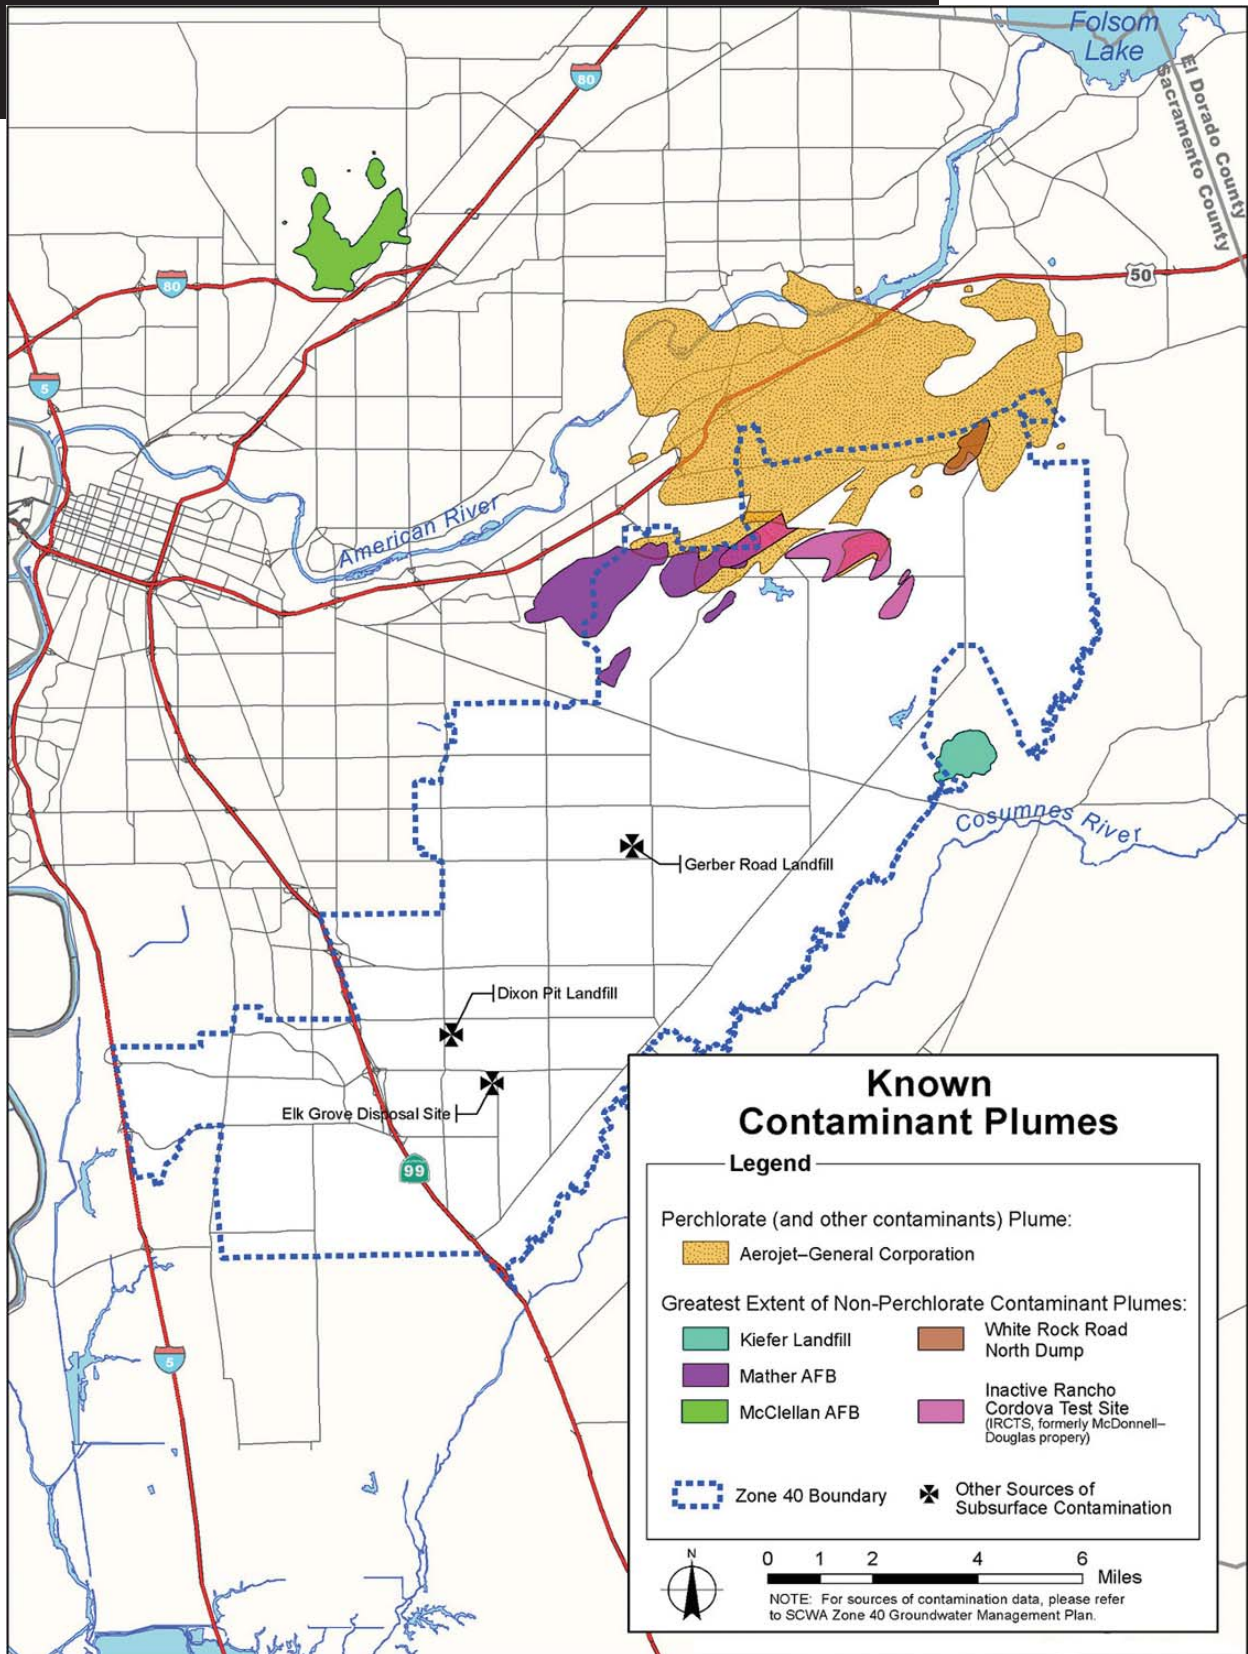 Folsom
Lake
El Dorado County
Sacramento County
80
50
80
5
American River
Cosumnes River
Gerber Road Landfill
Dixon Pit Landfill
Elk Grove Disposal Site
99
5
Known
Contaminant Plumes
Legend
Perchlorate (and other contaminants) Plume:
Aerojet–General Corporation
Greatest Extent of Non-Perchlorate Contaminant Plumes:
Kiefer Landfill
White Rock Road
North Dump
Mather AFB
McClellan AFB
Inactive Rancho
Cordova Test Site
(IRCTS, formerly McDonnell–
Douglas propery)
Zone 40 Boundary
Other Sources of
Subsurface Contamination
N
0 1 2 4 6
Miles
NOTE: For sources of contamination data, please refer
to SCWA Zone 40 Groundwater Management Plan.